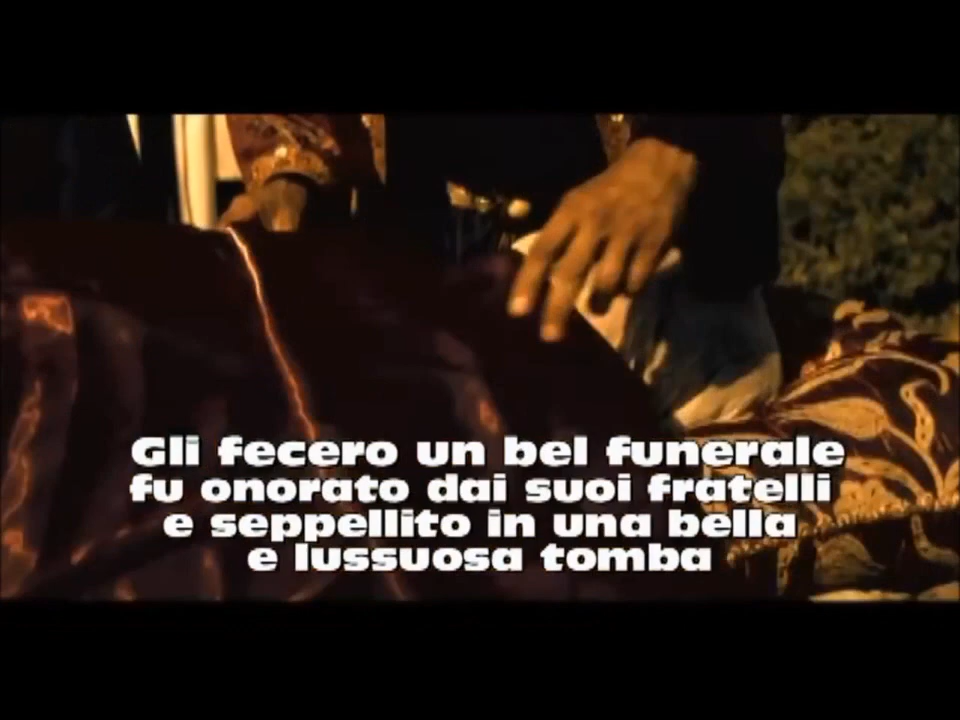 Gli fecero un bel funerale
fu onorato dai suoi fratelli
e seppellito in una bella
e lussuosa tomba